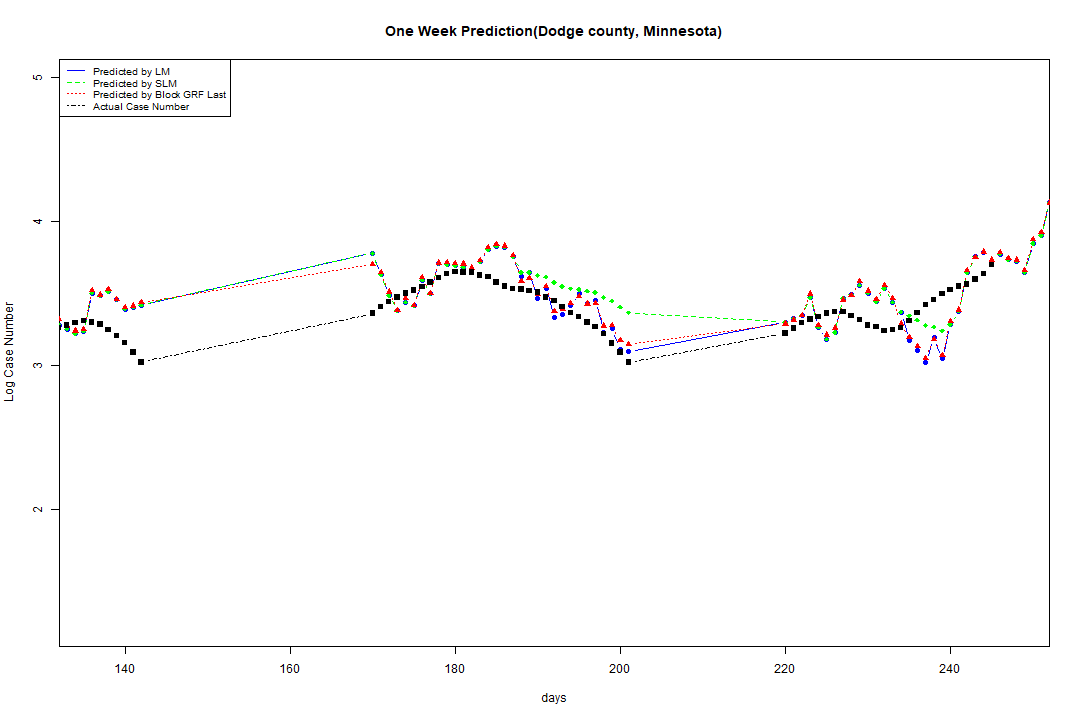 One Week Prediction(Dodge county, Minnesota)
Predicted by LM
Predicted by SLM
Predicted by Block GRF Last
Actual Case Number
5
4
3
2
Log Case Number
140 160 180 200 220 240
days